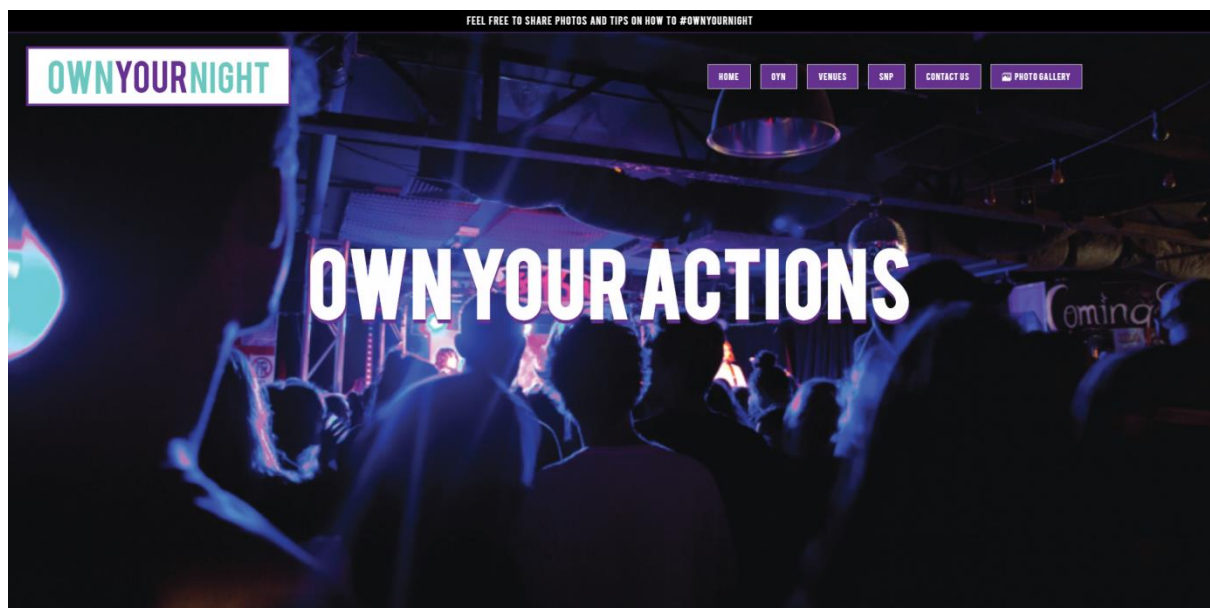 FEEL FREE TO SHARE PHOTOS AND TIPS ON HOW TO #OWNYOURNIGHT
OWNYOURNIGHT
HOME
OYN
VENUES
SNP
CONTACT US
PHOTO GALLERY
OWN YOUR ACTIONS
Coming